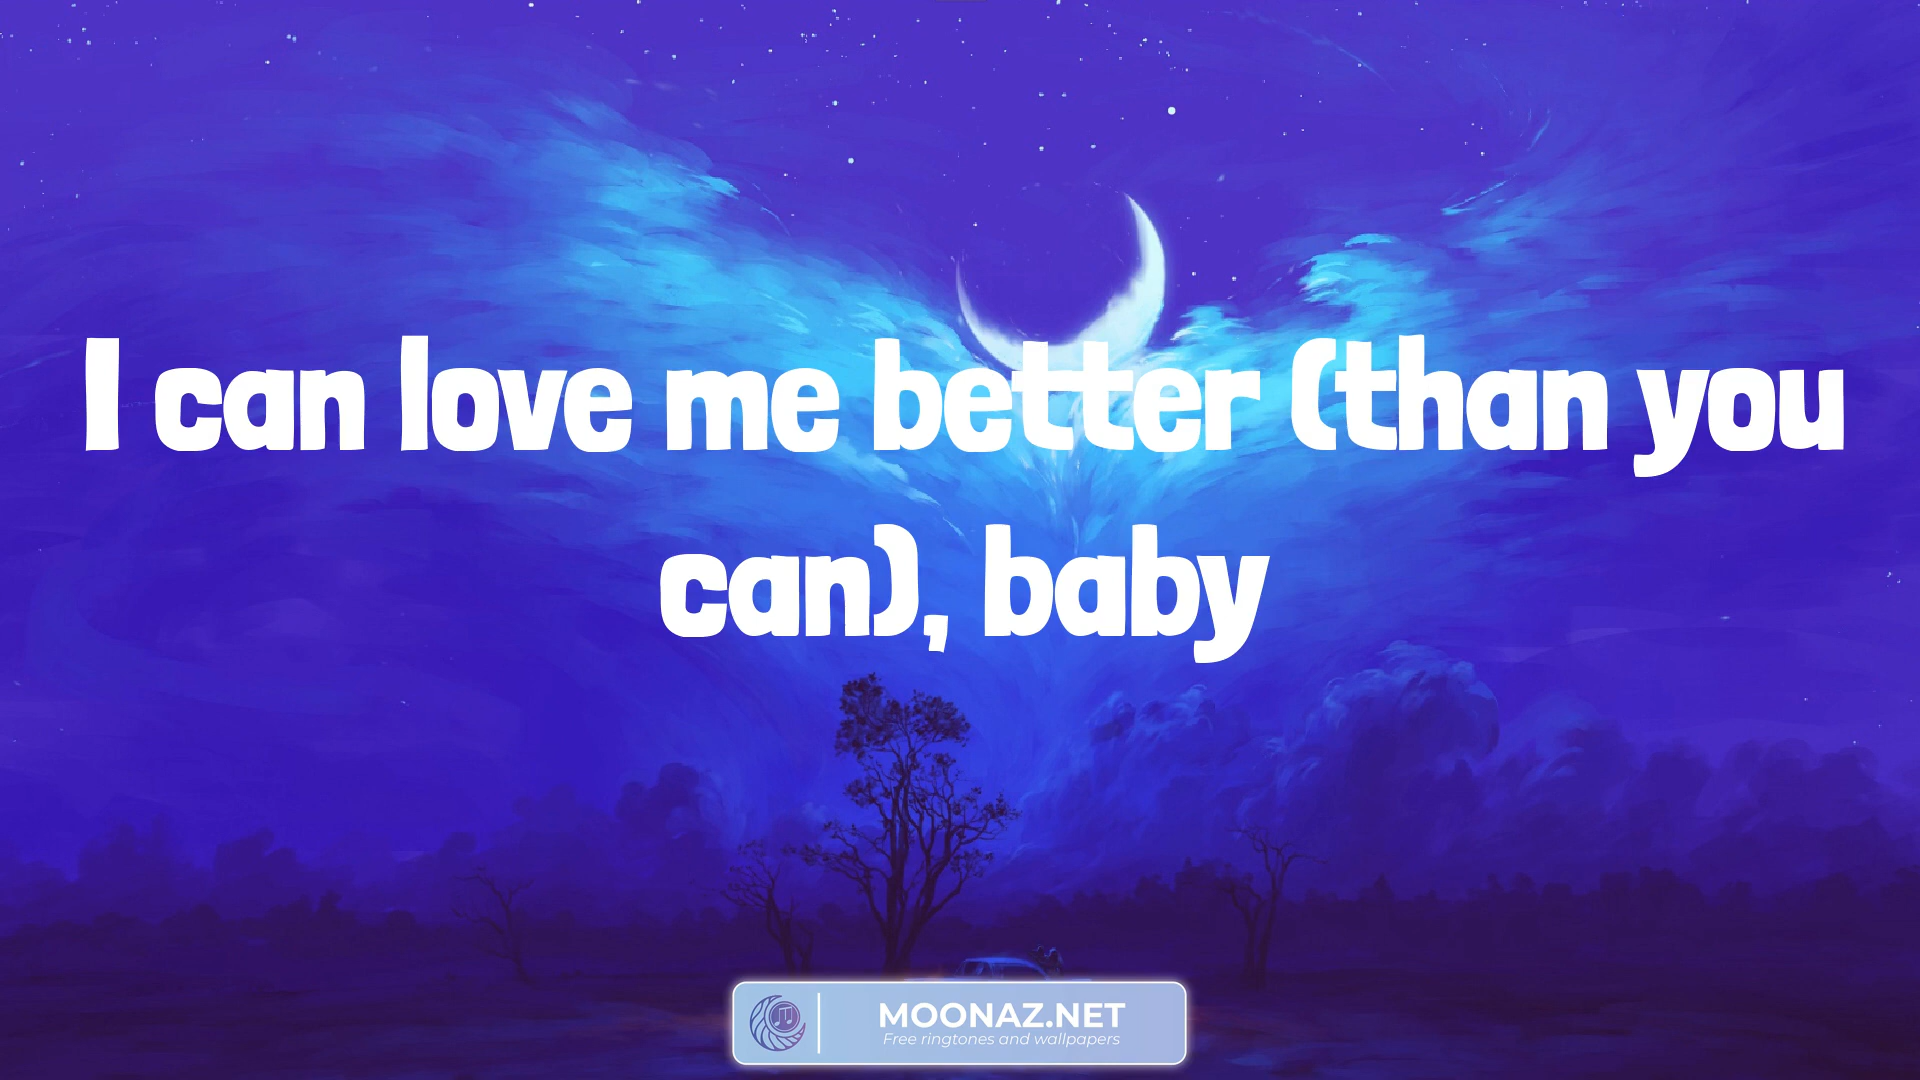 I can love me better (than you
can), baby
MOONAZ.NET
Free ringtones and wallpapers